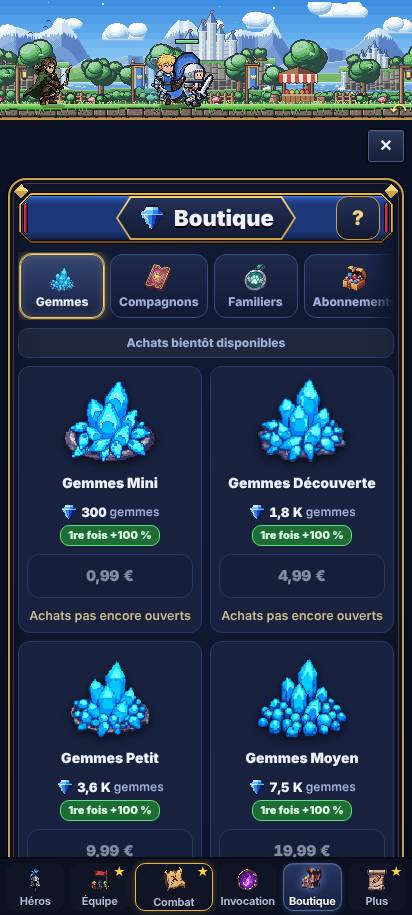 ×
Boutique
?
Gemmes Compagnons Familiers Abonnement
Achats bientôt disponibles
Gemmes Mini
300 gemmes
1re fois +100 %
0,99 €
Achats pas encore ouverts
Gemmes Découverte
1,8 K gemmes
1re fois +100 %
4,99 €
Achats pas encore ouverts
Gemmes Petit
3,6 K gemmes
1re fois +100 %
9,99 €
Gemmes Moyen
7,5 K gemmes
1re fois +100 %
19,99 €
Héros Équipe Combat Invocation Boutique Plus